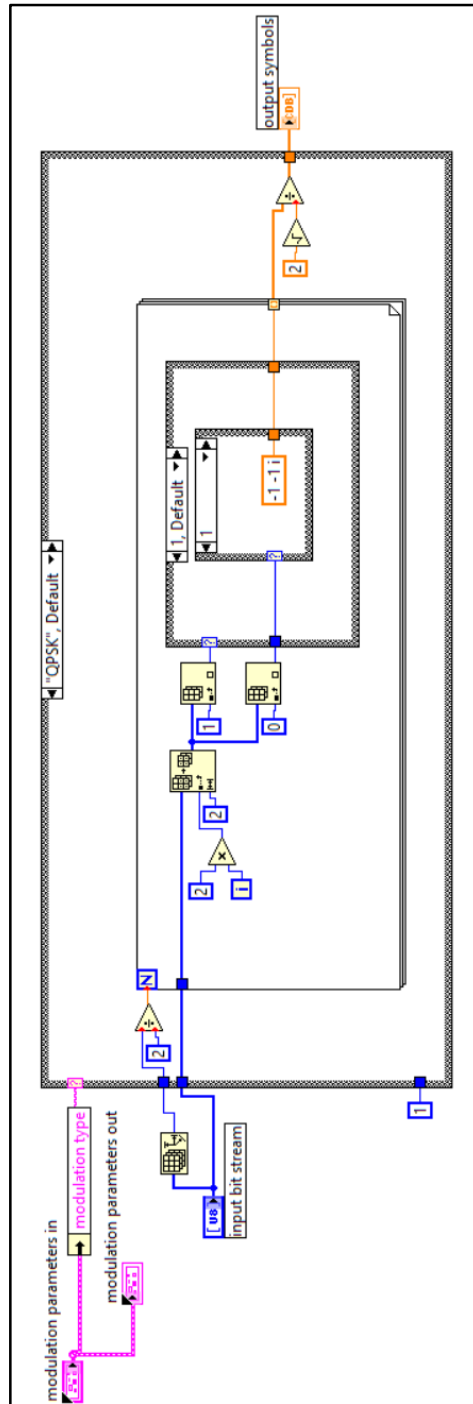 modulation parameters in
modulation type
modulation parameters out
[U8]
input bit stream
1
"QPSK", Default
2
N
2
i
2
1
0
1, Default
1
-1 -1 i
2
output symbols
[CDB]